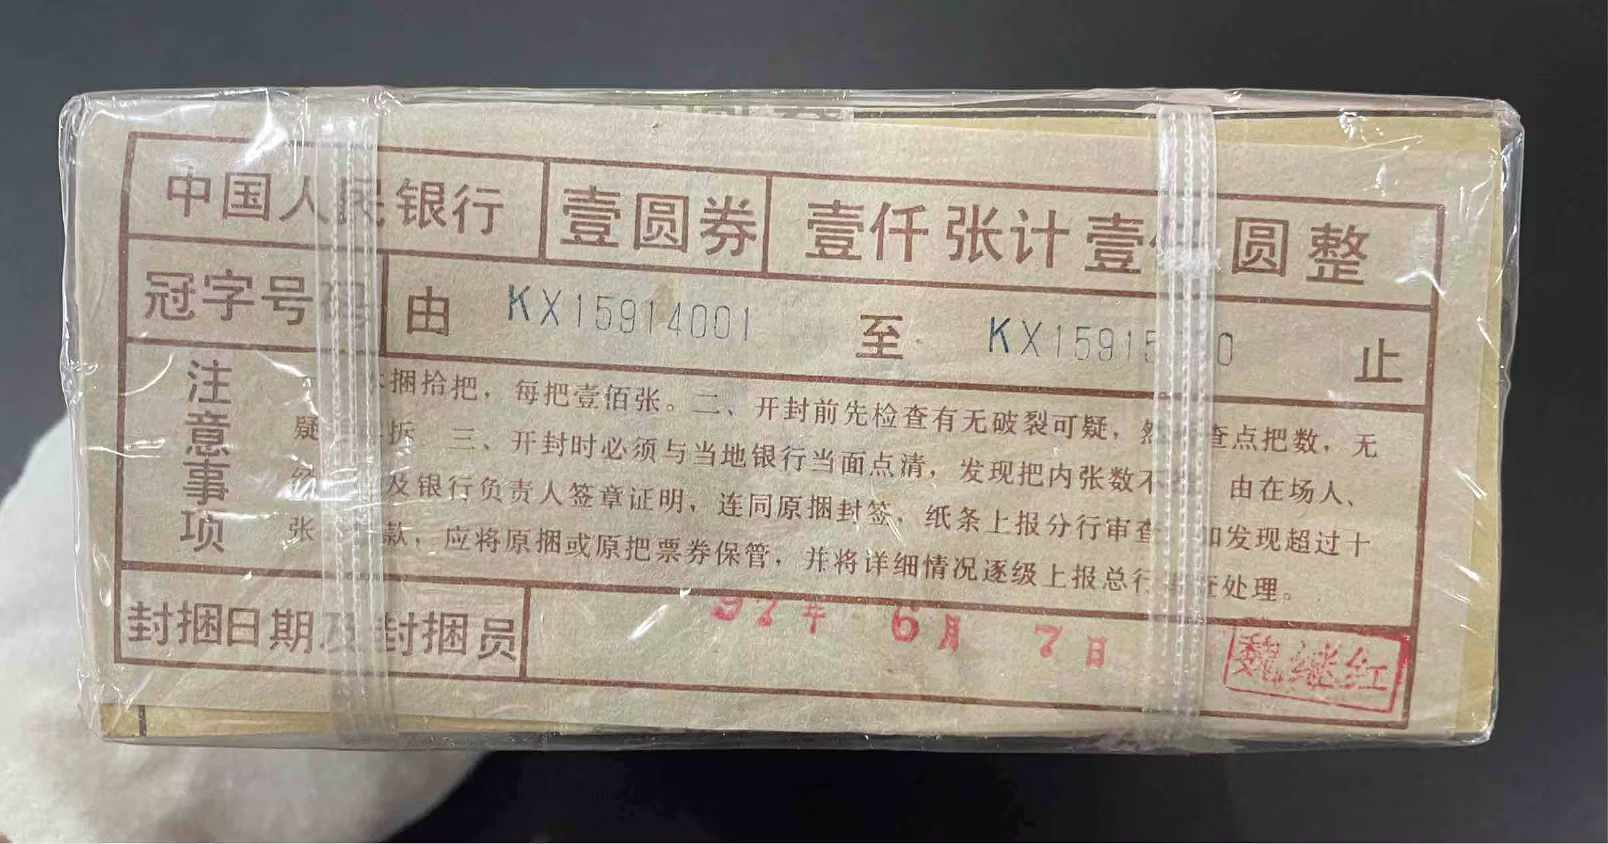 中国人民银行 壹圆券 壹仟张计壹 圆整
冠字号码 由 KX15914001 至 KX15915 0 止
注意事项
捆拾把，每把壹佰张。二、开封前先检查有无破裂可疑， 查点把数，无
疑 拆 三、开封时必须与当地银行当面点清，发现把内张数不 由在场人、
及银行负责人签章证明，连同原捆封签，纸条上报分行审查 如发现超过十
张 款，应将原捆或原把票券保管，并将详细情况逐级上报总行 查处理。
封捆日期及封捆员 年 6月 7日 魏继红